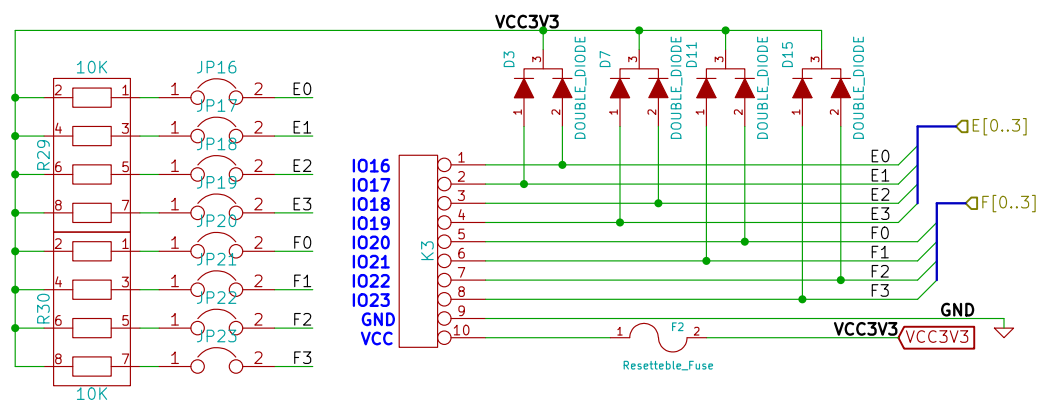 VCC3V3
10K
R29
2 1
4 3
6 5
8 7
R30
2 1
4 3
6 5
8 7
10K
JP16
1 2 E0
JP17
1 2 E1
JP18
1 2 E2
JP19
1 2 E3
JP20
1 2 F0
JP21
1 2 F1
JP22
1 2 F2
JP23
1 2 F3
D3 3 1 2 DOUBLE_DIODE
D7 3 1 2 DOUBLE_DIODE
D11 3 1 2 DOUBLE_DIODE
D15 3 1 2 DOUBLE_DIODE
K3
IO16 1 E0
IO17 2 E1
IO18 3 E2
IO19 4 E3
IO20 5 F0
IO21 6 F1
IO22 7 F2
IO23 8 F3
GND 9 GND
VCC 10 1 F2 2 VCC3V3 VCC3V3
Resetteble_Fuse
E[0..3]
F[0..3]